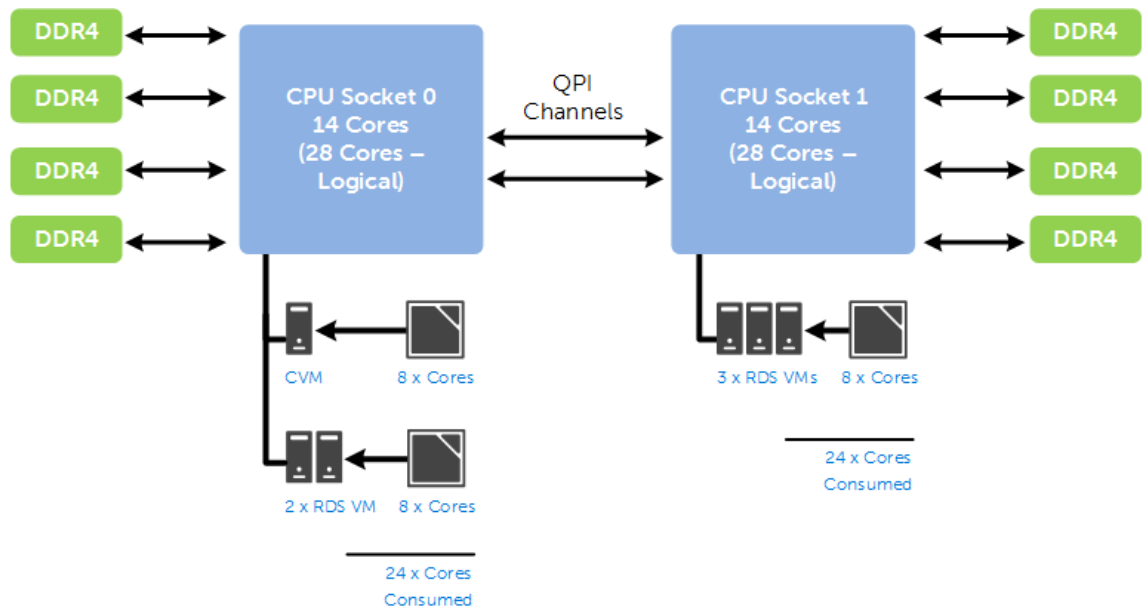 DDR4
DDR4
DDR4
DDR4
CPU Socket 0
14 Cores
(28 Cores –
Logical)
QPI
Channels
CPU Socket 1
14 Cores
(28 Cores –
Logical)
DDR4
DDR4
DDR4
DDR4
CVM
8 x Cores
2 x RDS VM
8 x Cores
24 x Cores
Consumed
3 x RDS VMs
8 x Cores
24 x Cores
Consumed